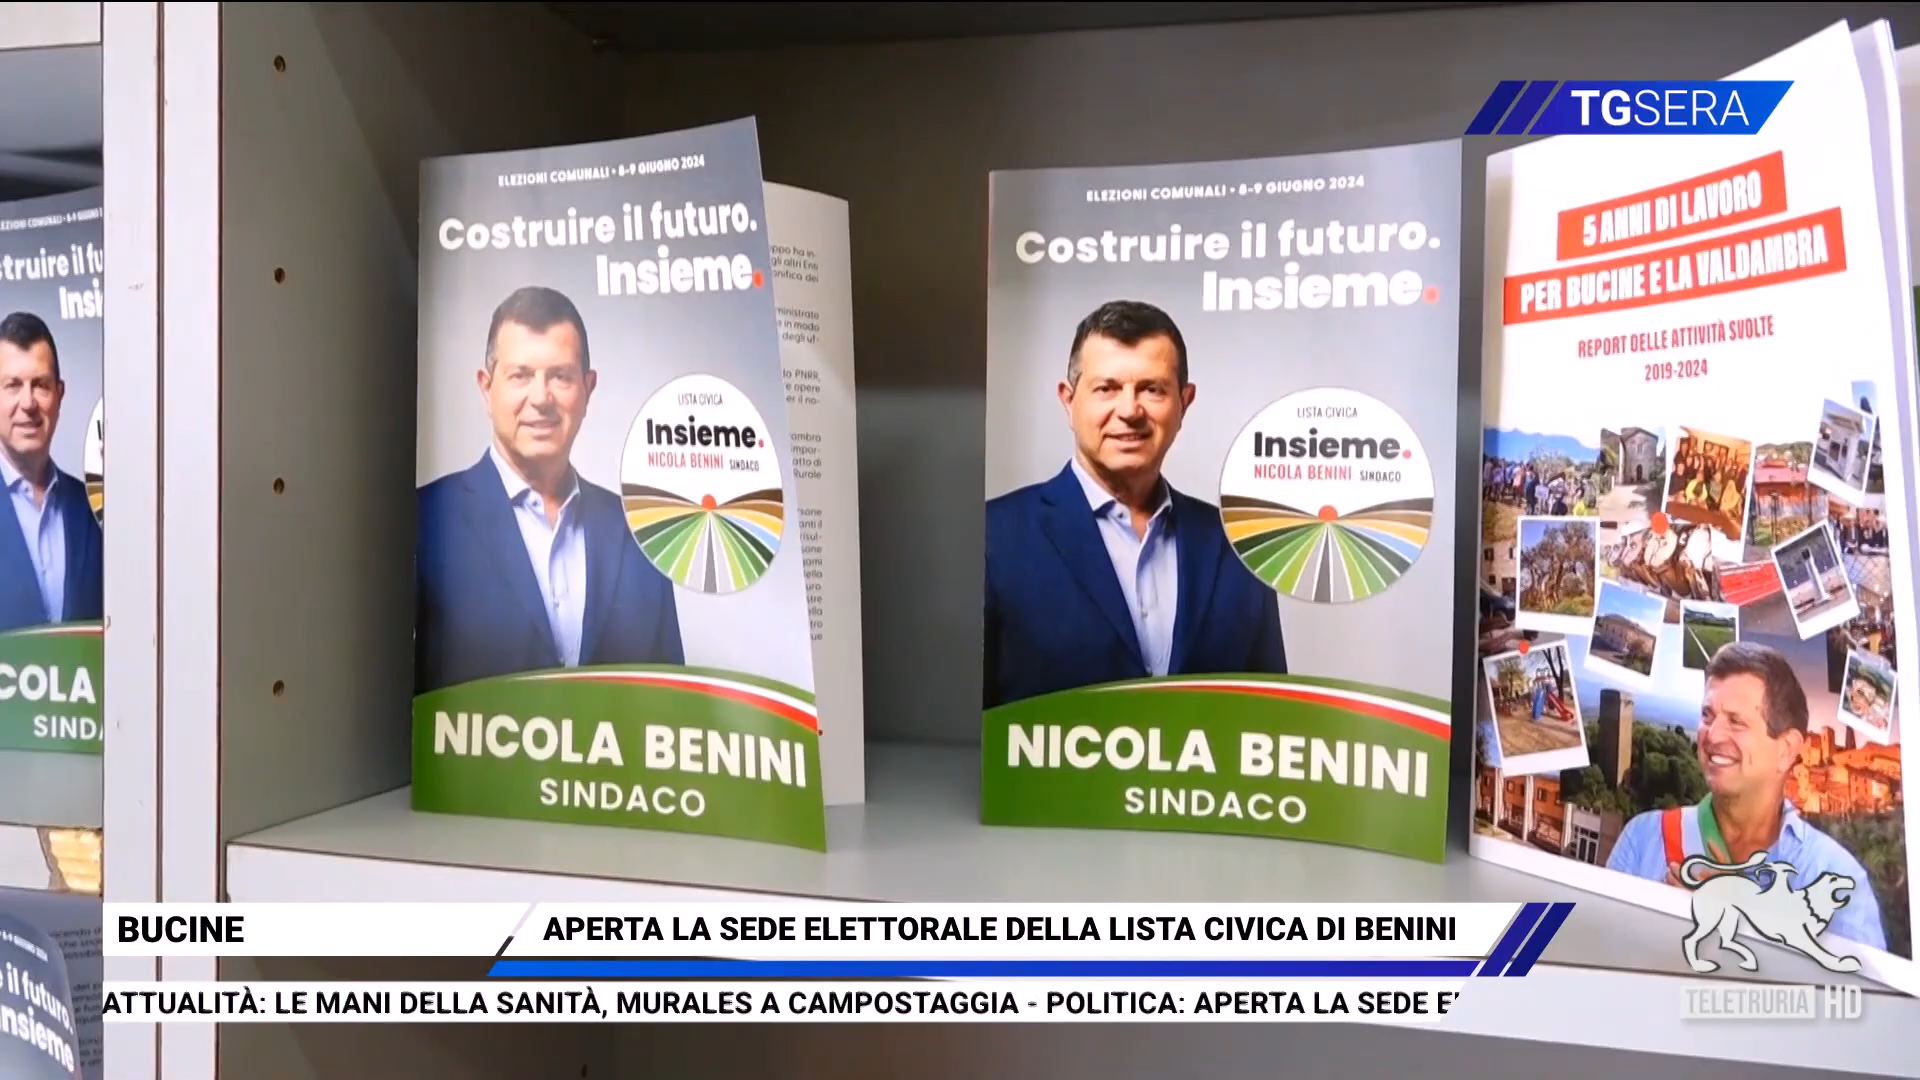 TGSERA
ELEZIONI COMUNALI • 8-9 GIUGNO 2024
Costruire il futuro.
Insieme.
LISTA CIVICA
Insieme.
NICOLA BENINI SINDACO
NICOLA BENINI
SINDACO
ELEZIONI COMUNALI • 8-9 GIUGNO 2024
Costruire il futuro.
Insieme.
LISTA CIVICA
Insieme.
NICOLA BENINI SINDACO
NICOLA BENINI
SINDACO
5 ANNI DI LAVORO
PER BUCINE E LA VALDAMBRA
REPORT DELLE ATTIVITÀ SVOLTE
2019-2024
BUCINE
APERTA LA SEDE ELETTORALE DELLA LISTA CIVICA DI BENINI
ATTUALITÀ: LE MANI DELLA SANITÀ, MURALES A CAMPOSTAGGIA - POLITICA: APERTA LA SEDE
TELETRURIA HD